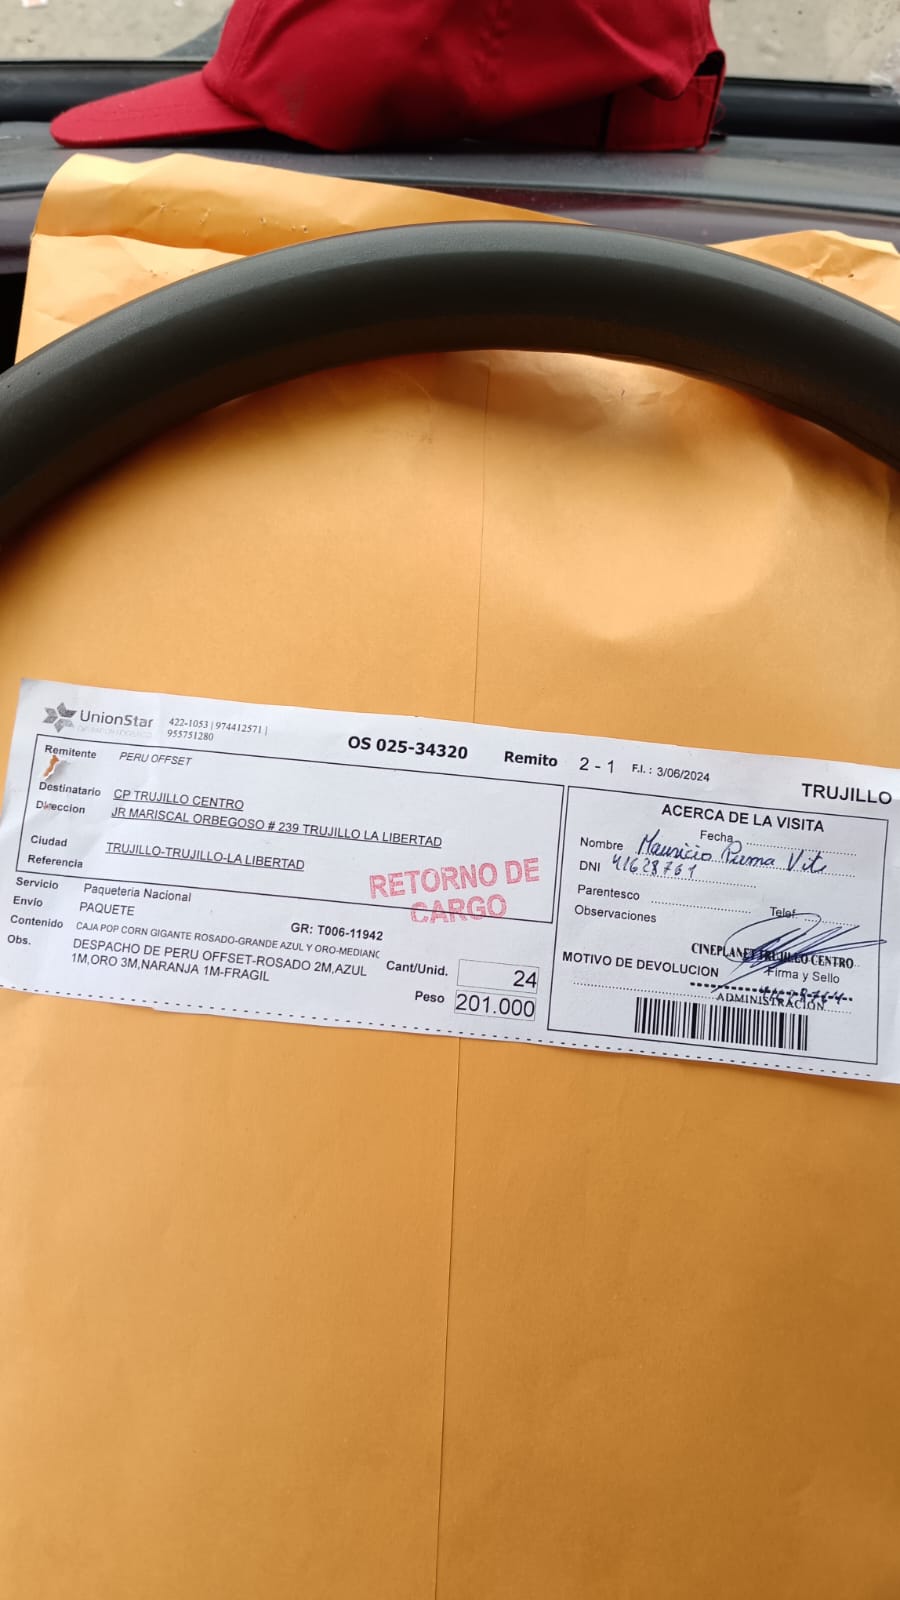 UnionStar
422-1053 | 974412571 |
955751280
OS 025-34320
Remito 2 - 1 F.I. : 3/06/2024
TRUJILLO
Remitente PERU OFFSET
Destinatario CP TRUJILLO CENTRO
Direccion JR MARISCAL ORBEGOSO # 239 TRUJILLO LA LIBERTAD
Ciudad TRUJILLO-TRUJILLO-LA LIBERTAD
Referencia
RETORNO DE
CARGO
Servicio Paqueteria Nacional
Envío PAQUETE
GR: T006-11942
Contenido CAJA POP CORN GIGANTE ROSADO-GRANDE AZUL Y ORO-MEDIANO
Obs. DESPACHO DE PERU OFFSET-ROSADO 2M,AZUL
1M,ORO 3M,NARANJA 1M-FRAGIL
Cant/Unid. 24
Peso 201.000
ACERCA DE LA VISITA
Fecha
Nombre Mauricio Puma Vite
DNI 41628761
Parentesco
Telef.
Observaciones
CINEPLANET TRUJILLO CENTRO
MOTIVO DE DEVOLUCION
Firma y Sello
ADMINISTRACIÓN